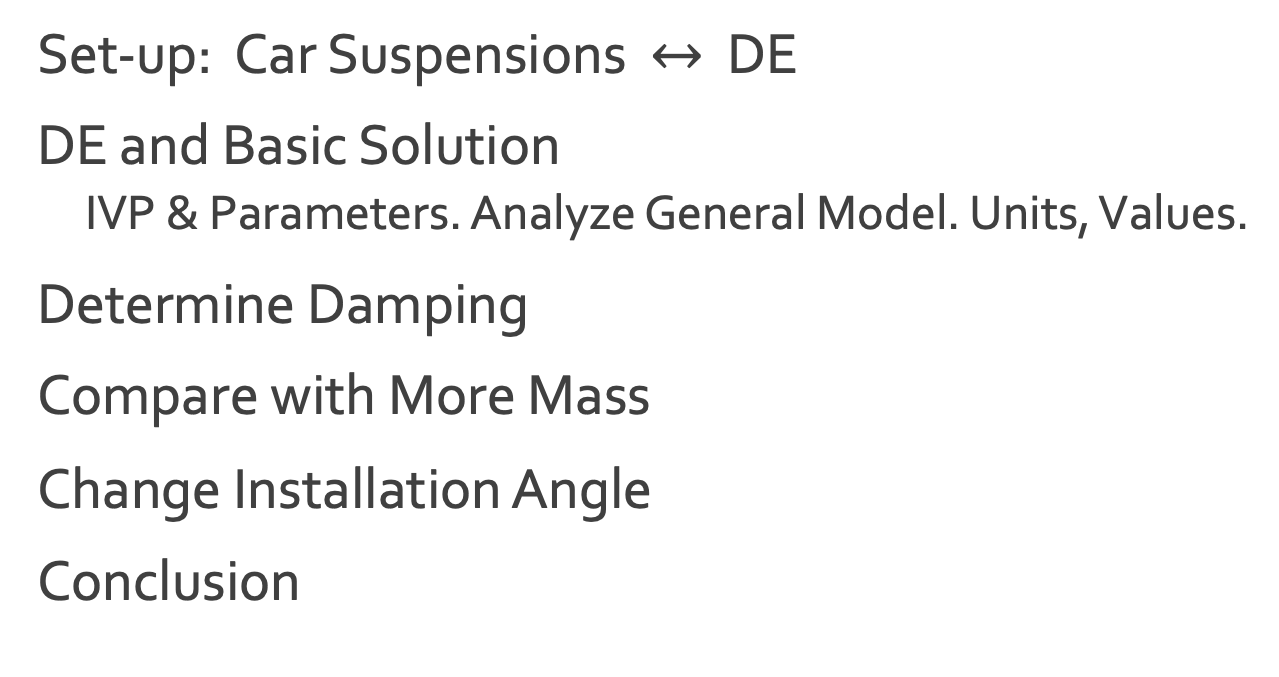 Set-up: Car Suspensions ↔ DE
DE and Basic Solution
IVP & Parameters. Analyze General Model. Units, Values.
Determine Damping
Compare with More Mass
Change Installation Angle
Conclusion